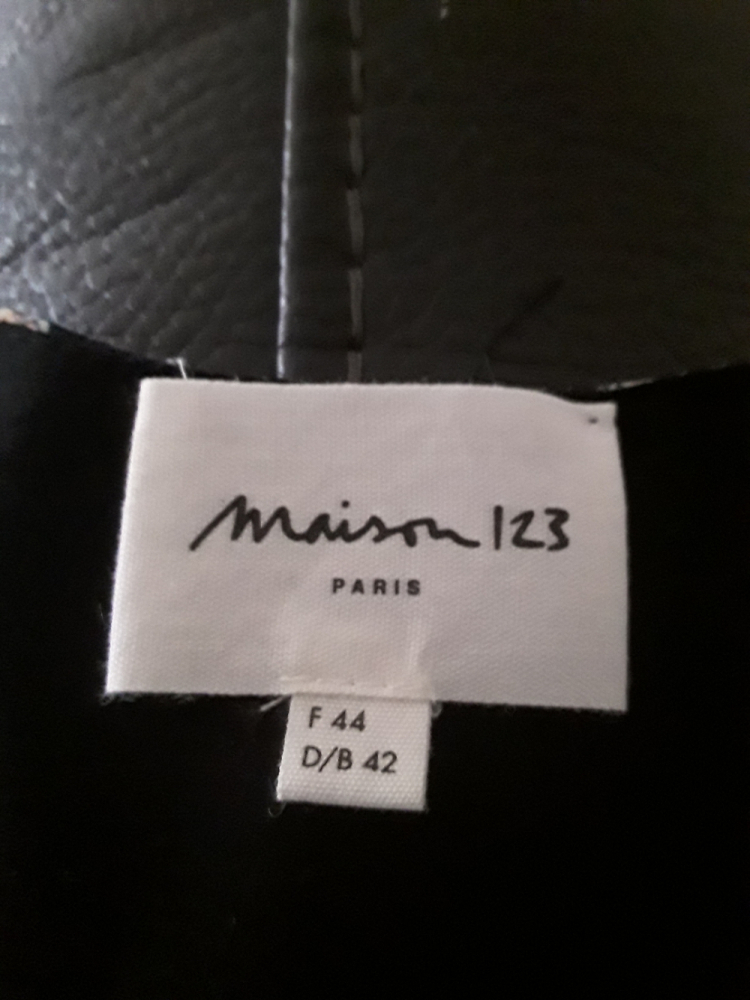 maison 123
PARIS
F 44
D/B 42